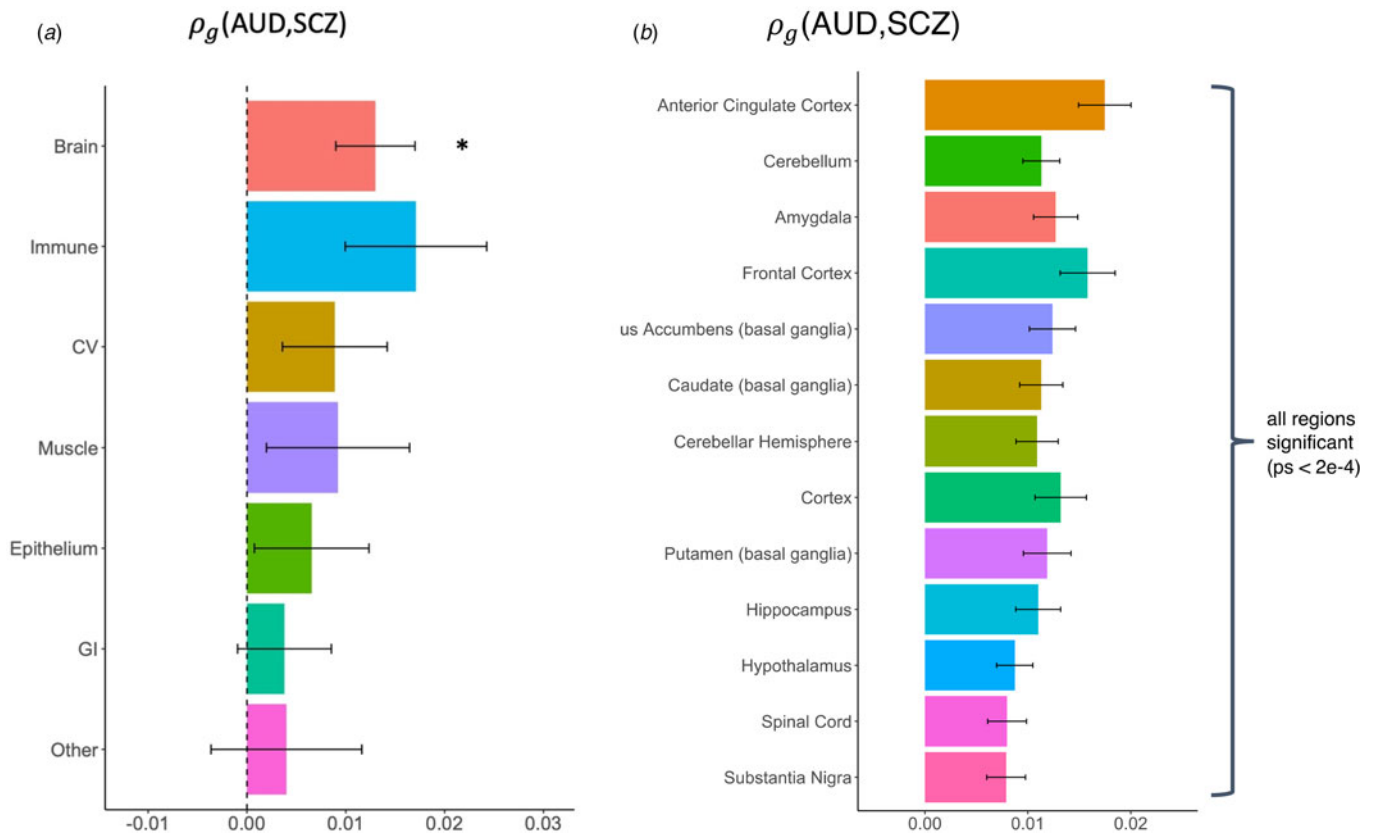 (a)
ρg(AUD,SCZ)
Brain
*
Immune
CV
Muscle
Epithelium
GI
Other
-0.01
0.00
0.01
0.02
0.03
(b)
ρg(AUD,SCZ)
Anterior Cingulate Cortex
Cerebellum
Amygdala
Frontal Cortex
us Accumbens (basal ganglia)
Caudate (basal ganglia)
Cerebellar Hemisphere
Cortex
Putamen (basal ganglia)
Hippocampus
Hypothalamus
Spinal Cord
Substantia Nigra
0.00
0.01
0.02
all regions
significant
(ps < 2e-4)